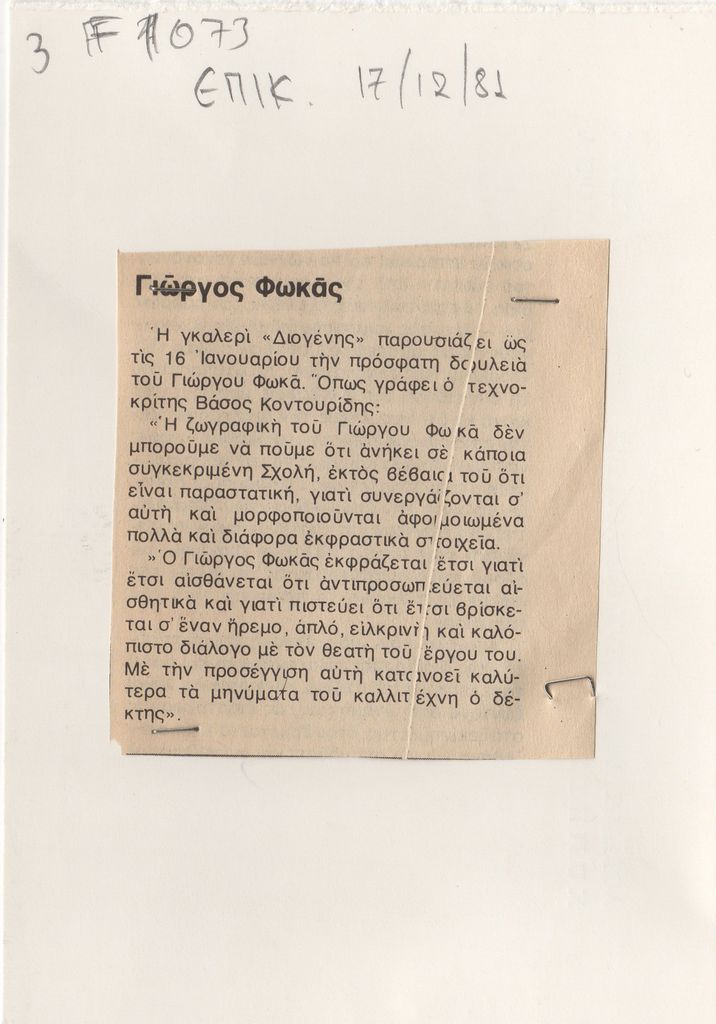 3 F 1073
ΕΠΙΚ. 17/12/81
Γιῶργος Φωκᾶς
Ἡ γκαλερὶ «Διογένης» παρουσιάζει ὡς
τὶς 16 Ἰανουαρίου τὴν πρόσφατη δουλειὰ
τοῦ Γιώργου Φωκᾶ. Ὅπως γράφει ὁ τεχνο-
κρίτης Βάσος Κοντουρίδης:
«Ἡ ζωγραφικὴ τοῦ Γιώργου Φωκᾶ δὲν
μποροῦμε νὰ ποῦμε ὅτι ἀνήκει σὲ κάποια
συγκεκριμένη Σχολή, ἐκτὸς βέβαια τοῦ ὅτι
εἶναι παραστατική, γιατὶ συνεργάζονται σ'
αὐτὴ καὶ μορφοποιοῦνται ἀφομοιωμένα
πολλὰ καὶ διάφορα ἐκφραστικὰ στοιχεῖα.
»Ὁ Γιῶργος Φωκᾶς ἐκφράζεται ἔτσι γιατὶ
ἔτσι αἰσθάνεται ὅτι ἀντιπροσωπεύεται αἰ-
σθητικὰ καὶ γιατὶ πιστεύει ὅτι ἔτσι βρίσκε-
ται σ' ἕναν ἤρεμο, ἁπλό, εἰλικρινὴ καὶ καλό-
πιστο διάλογο μὲ τὸν θεατὴ τοῦ ἔργου του.
Μὲ τὴν προσέγγιση αὐτὴ κατανοεῖ καλύ-
τερα τὰ μηνύματα τοῦ καλλιτέχνη ὁ δέ-
κτης».